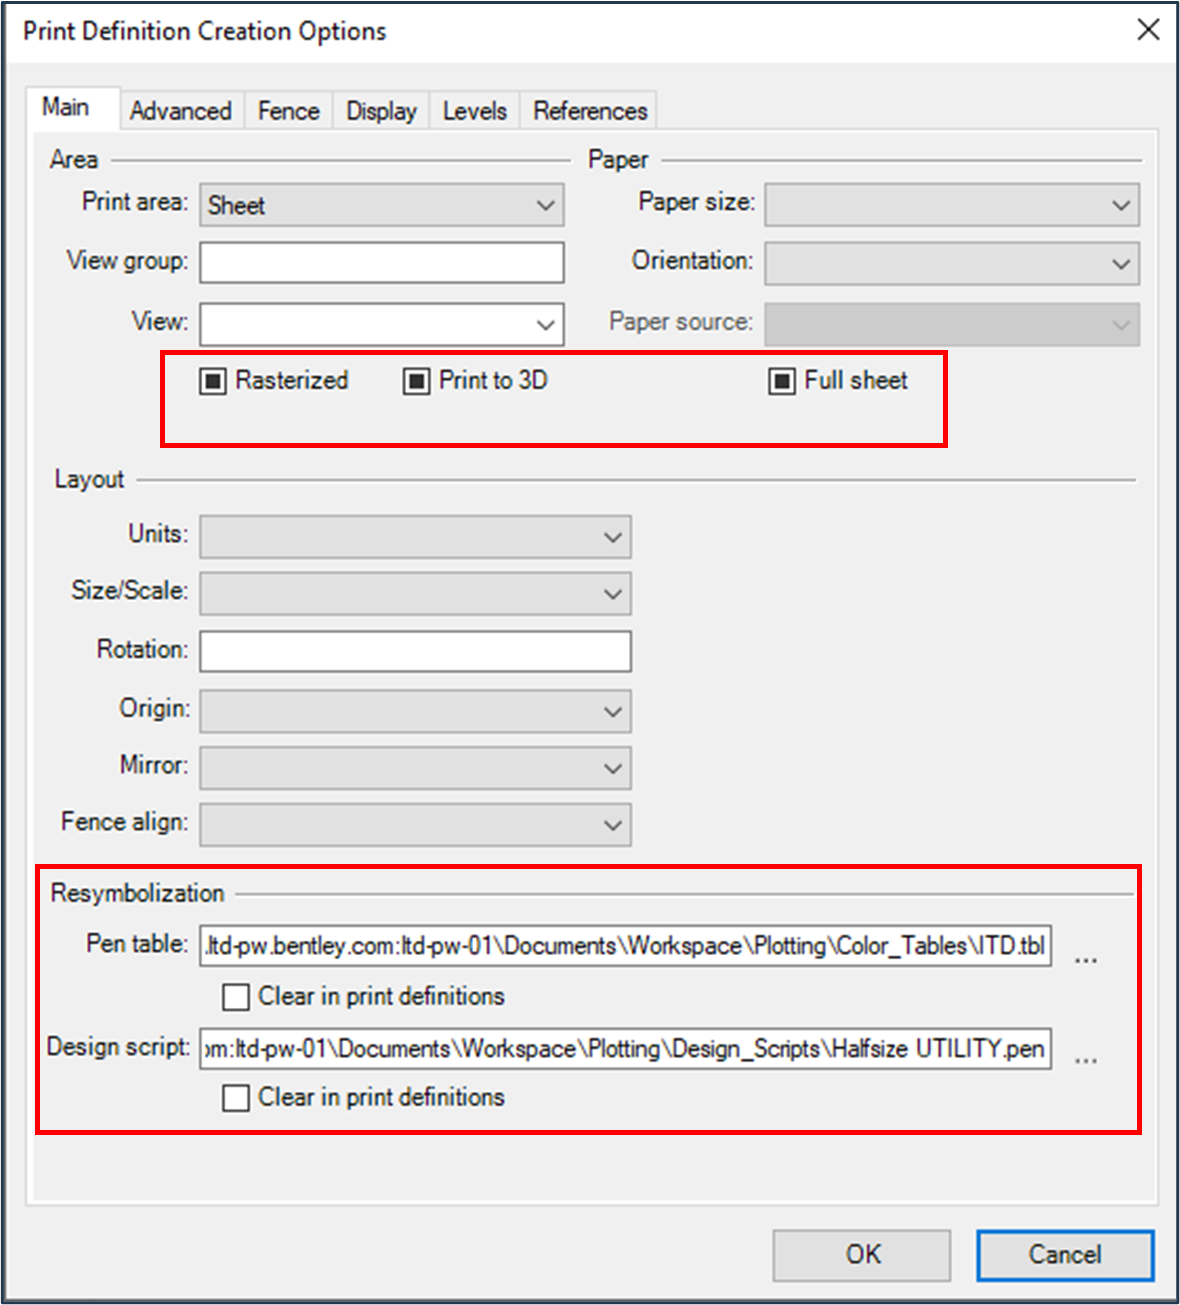 Print Definition Creation Options
Main Advanced Fence Display Levels References
Area Paper
Print area: Sheet Paper size:
View group: Orientation:
View: Paper source:
Rasterized Print to 3D Full sheet
Layout
Units:
Size/Scale:
Rotation:
Origin:
Mirror:
Fence align:
Resymbolization
Pen table: .ltd-pw.bentley.com:ltd-pw-01\Documents\Workspace\Plotting\Color_Tables\ITD.tbl ...
Clear in print definitions
Design script: om:ltd-pw-01\Documents\Workspace\Plotting\Design_Scripts\Halfsize UTILITY.pen ...
Clear in print definitions
OK Cancel